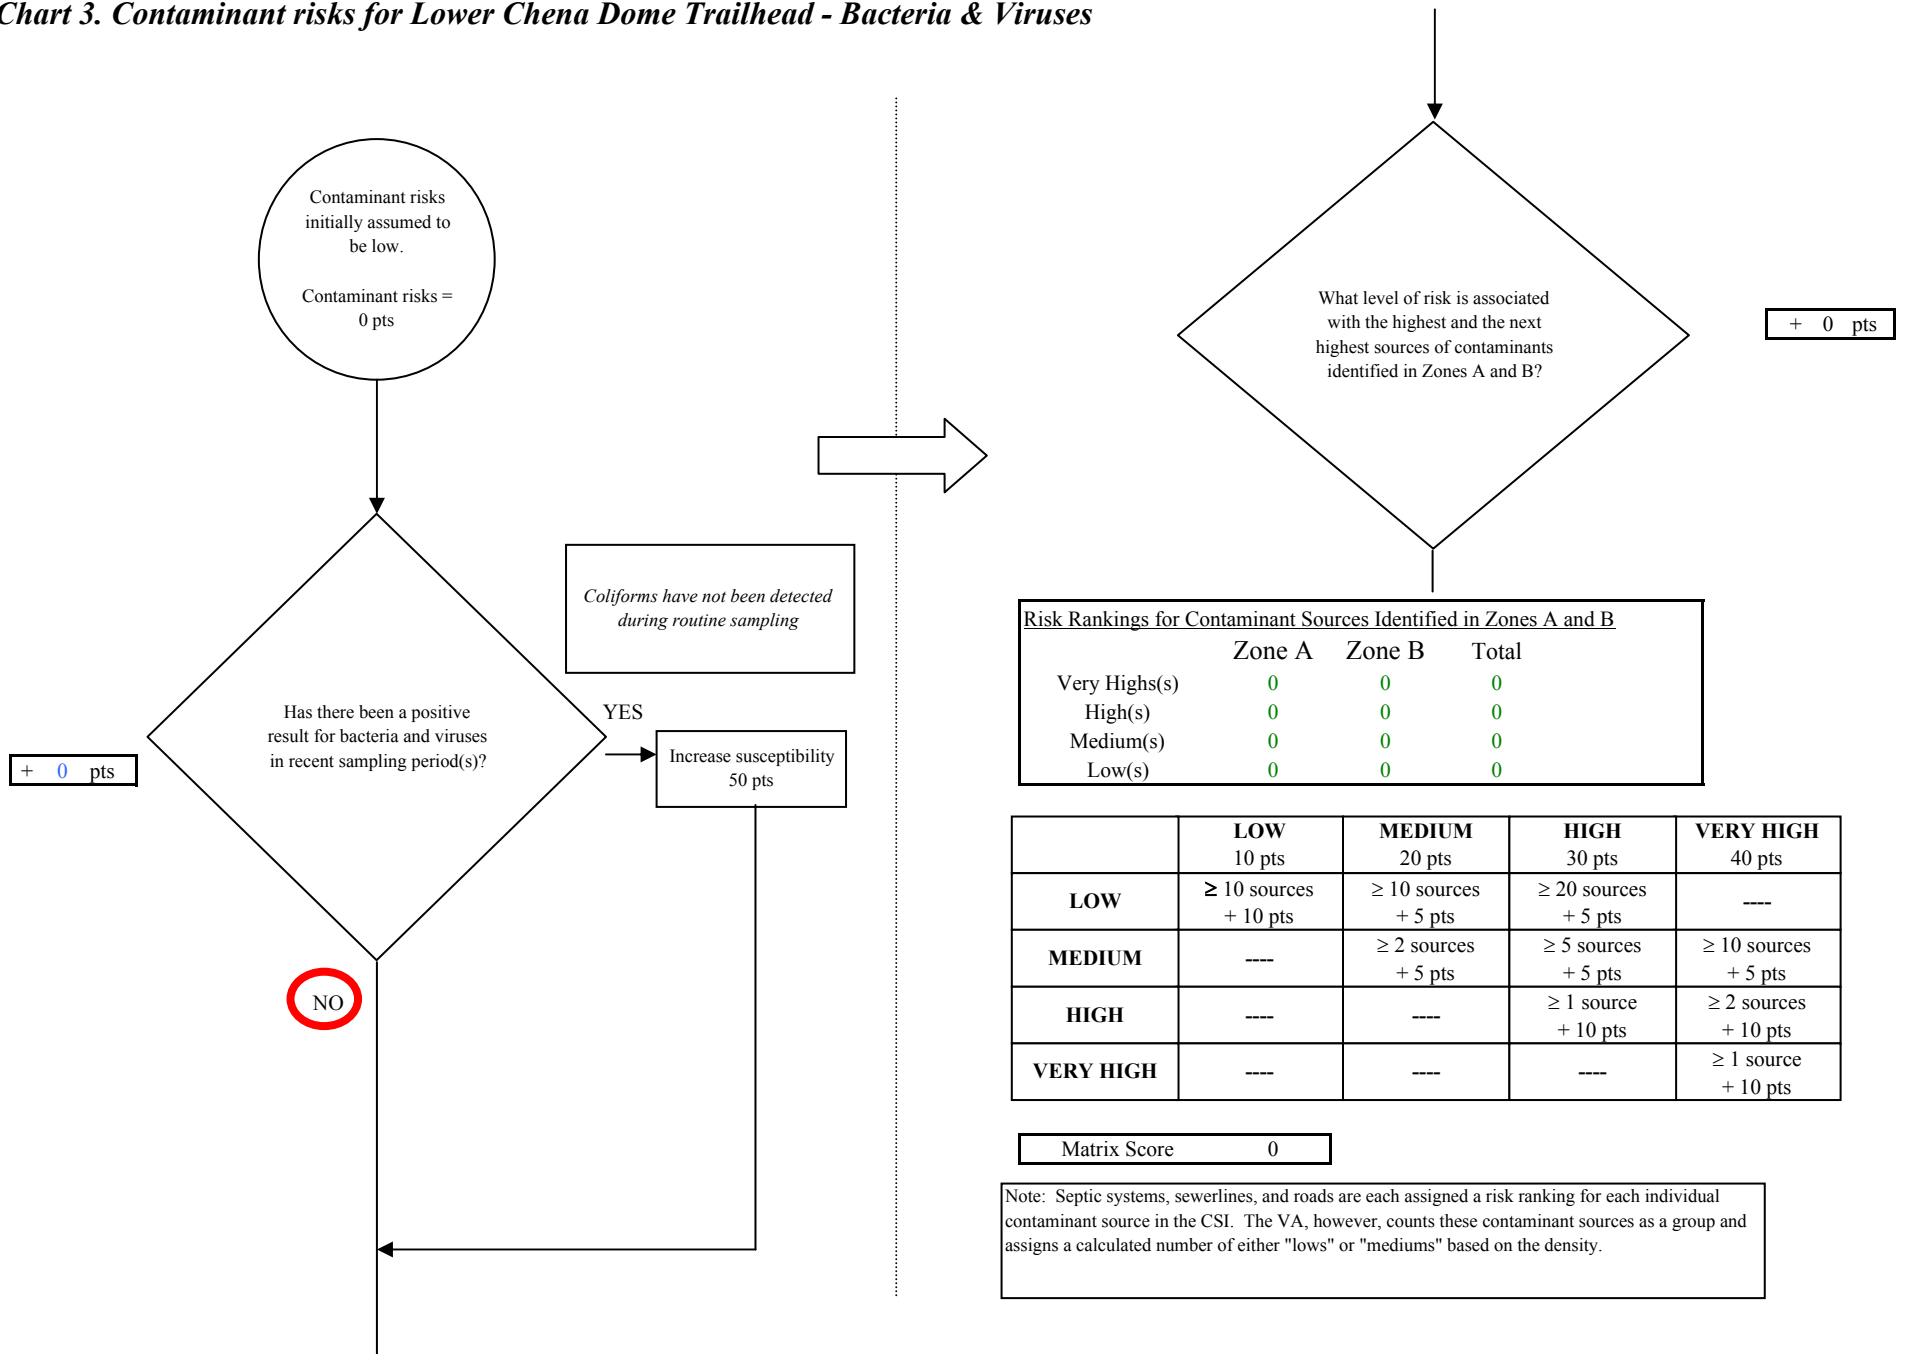 Chart 3. Contaminant risks for Lower Chena Dome Trailhead - Bacteria & Viruses
Contaminant risks
initially assumed to
be low.
Contaminant risks =
0 pts
Coliforms have not been detected
during routine sampling
Has there been a positive
result for bacteria and viruses
in recent sampling period(s)?
YES
Increase susceptibility
50 pts
+ 0 pts
NO
What level of risk is associated
with the highest and the next
highest sources of contaminants
identified in Zones A and B?
+ 0 pts
Risk Rankings for Contaminant Sources Identified in Zones A and B
Zone A Zone B Total
Very Highs(s) 0 0 0
High(s) 0 0 0
Medium(s) 0 0 0
Low(s) 0 0 0
LOW MEDIUM HIGH VERY HIGH
10 pts 20 pts 30 pts 40 pts
LOW ≥ 10 sources ≥ 10 sources ≥ 20 sources ----
+ 10 pts + 5 pts + 5 pts
MEDIUM ---- ≥ 2 sources ≥ 5 sources ≥ 10 sources
+ 5 pts + 5 pts + 5 pts
HIGH ---- ---- ≥ 1 source ≥ 2 sources
+ 10 pts + 10 pts
VERY HIGH ---- ---- ---- ≥ 1 source
+ 10 pts
Matrix Score 0
Note: Septic systems, sewerlines, and roads are each assigned a risk ranking for each individual
contaminant source in the CSI. The VA, however, counts these contaminant sources as a group and
assigns a calculated number of either "lows" or "mediums" based on the density.